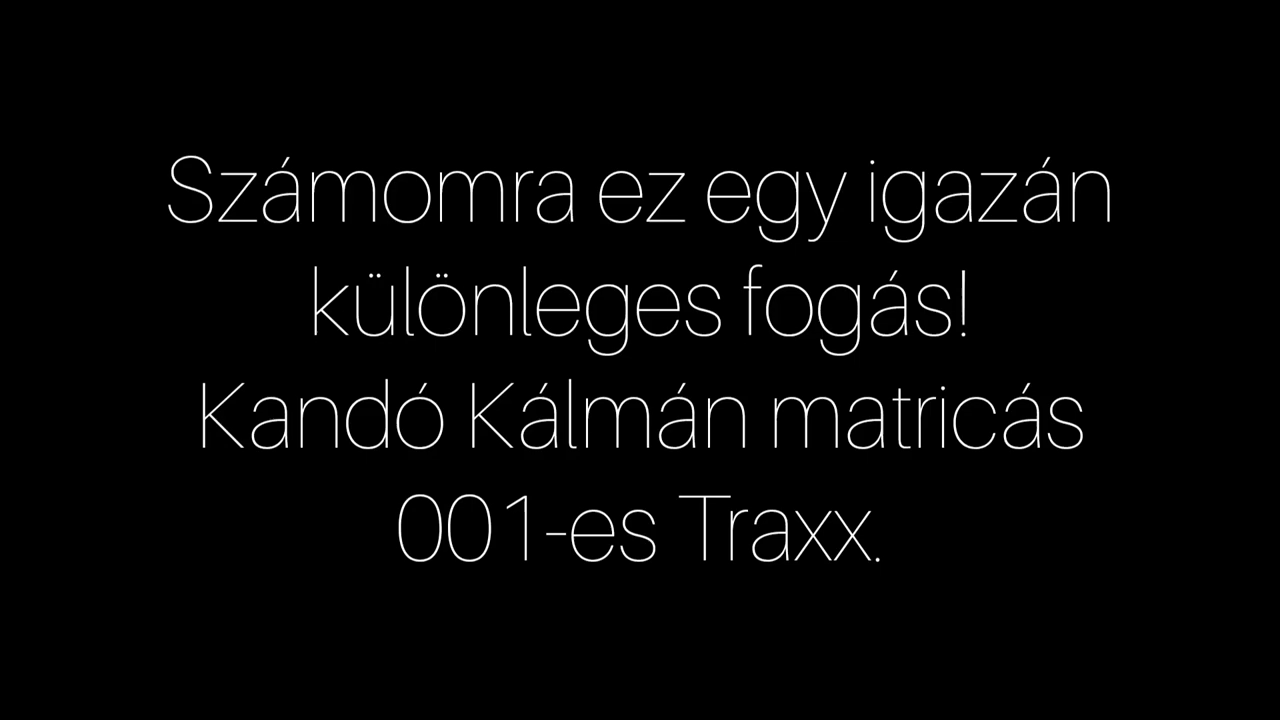 Számomra ez egy igazán
különleges fogás!
Kandó Kálmán matricás
001-es Traxx.